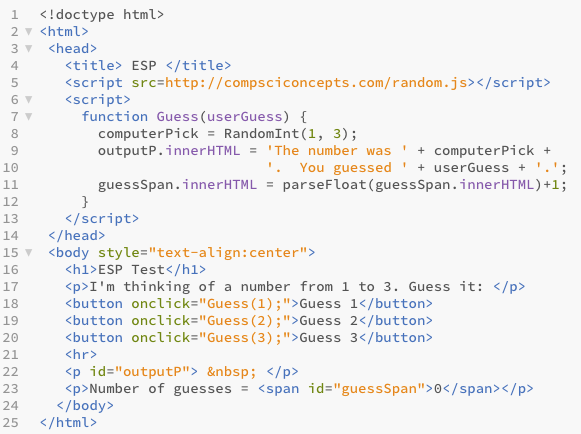 1 <!doctype html>
2 <html>
3 <head>
4 <title> ESP </title>
5 <script src=http://compsciconcepts.com/random.js></script>
6 <script>
7 function Guess(userGuess) {
8 computerPick = RandomInt(1, 3);
9 outputP.innerHTML = 'The number was ' + computerPick +
10 '.  You guessed ' + userGuess + '.';
11 guessSpan.innerHTML = parseFloat(guessSpan.innerHTML)+1;
12 }
13 </script>
14 </head>
15 <body style="text-align:center">
16 <h1>ESP Test</h1>
17 <p>I'm thinking of a number from 1 to 3. Guess it: </p>
18 <button onclick="Guess(1);">Guess 1</button>
19 <button onclick="Guess(2);">Guess 2</button>
20 <button onclick="Guess(3);">Guess 3</button>
21 <hr>
22 <p id="outputP"> &nbsp; </p>
23 <p>Number of guesses = <span id="guessSpan">0</span></p>
24 </body>
25 </html>